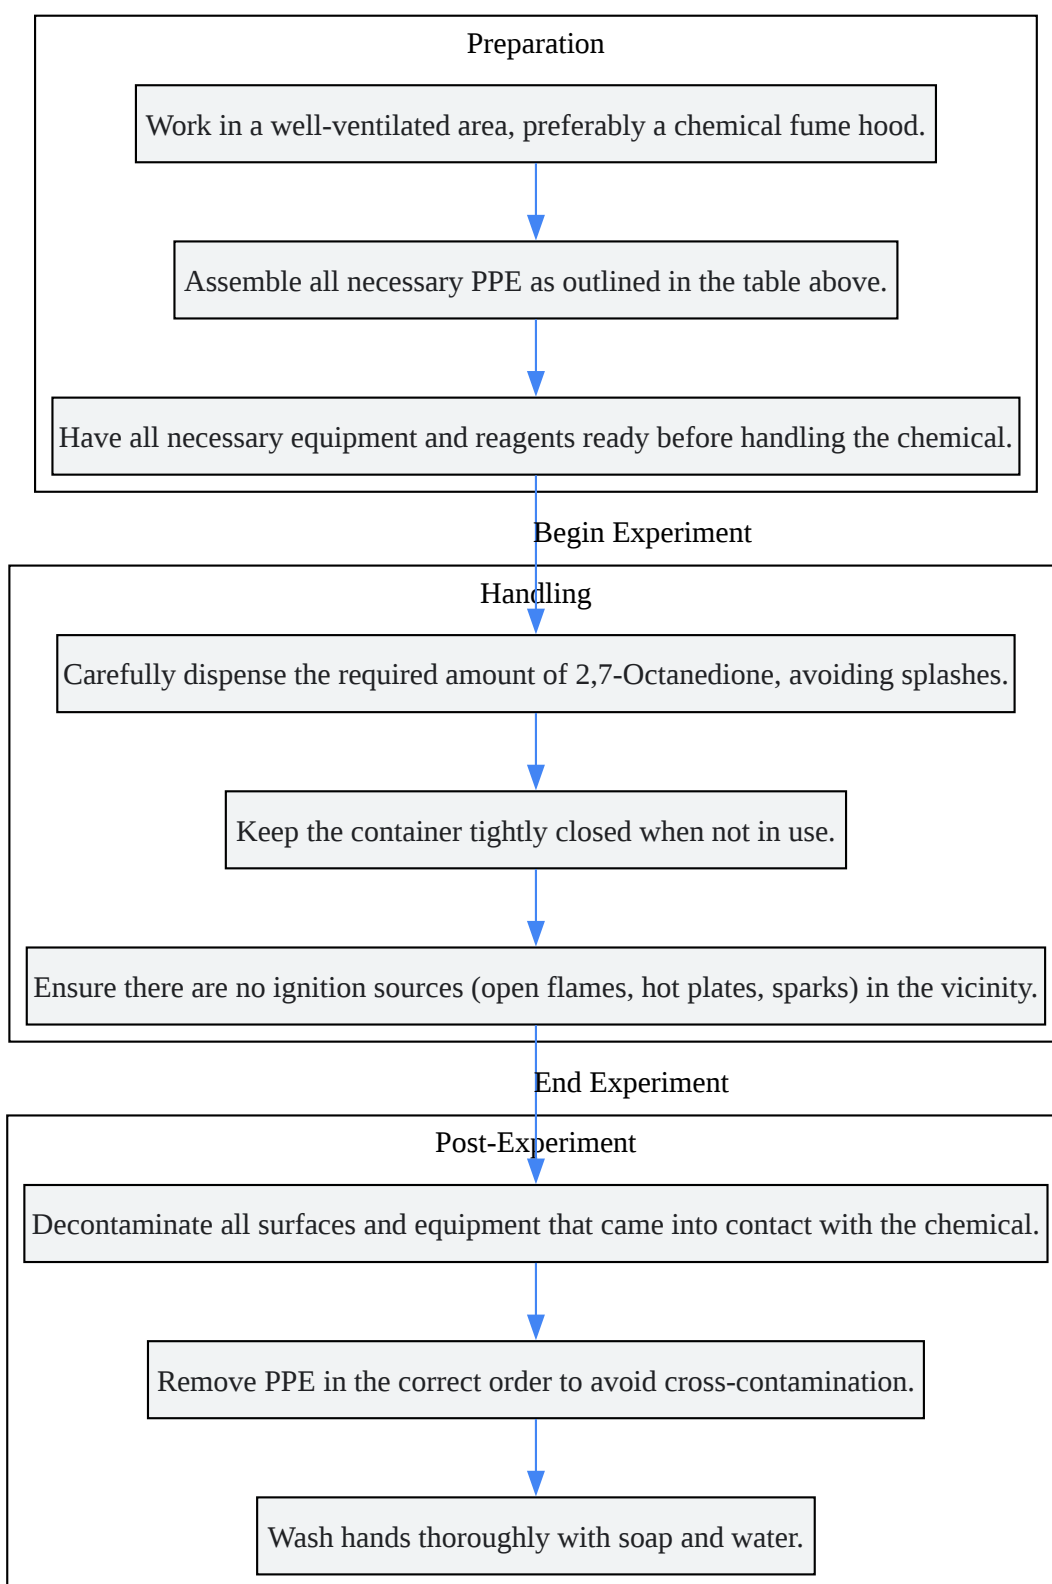 Preparation
Work in a well-ventilated area, preferably a chemical fume hood.
Assemble all necessary PPE as outlined in the table above.
Have all necessary equipment and reagents ready before handling the chemical.
Begin Experiment
Handling
Carefully dispense the required amount of 2,7-Octanedione, avoiding splashes.
Keep the container tightly closed when not in use.
Ensure there are no ignition sources (open flames, hot plates, sparks) in the vicinity.
End Experiment
Post-Experiment
Decontaminate all surfaces and equipment that came into contact with the chemical.
Remove PPE in the correct order to avoid cross-contamination.
Wash hands thoroughly with soap and water.